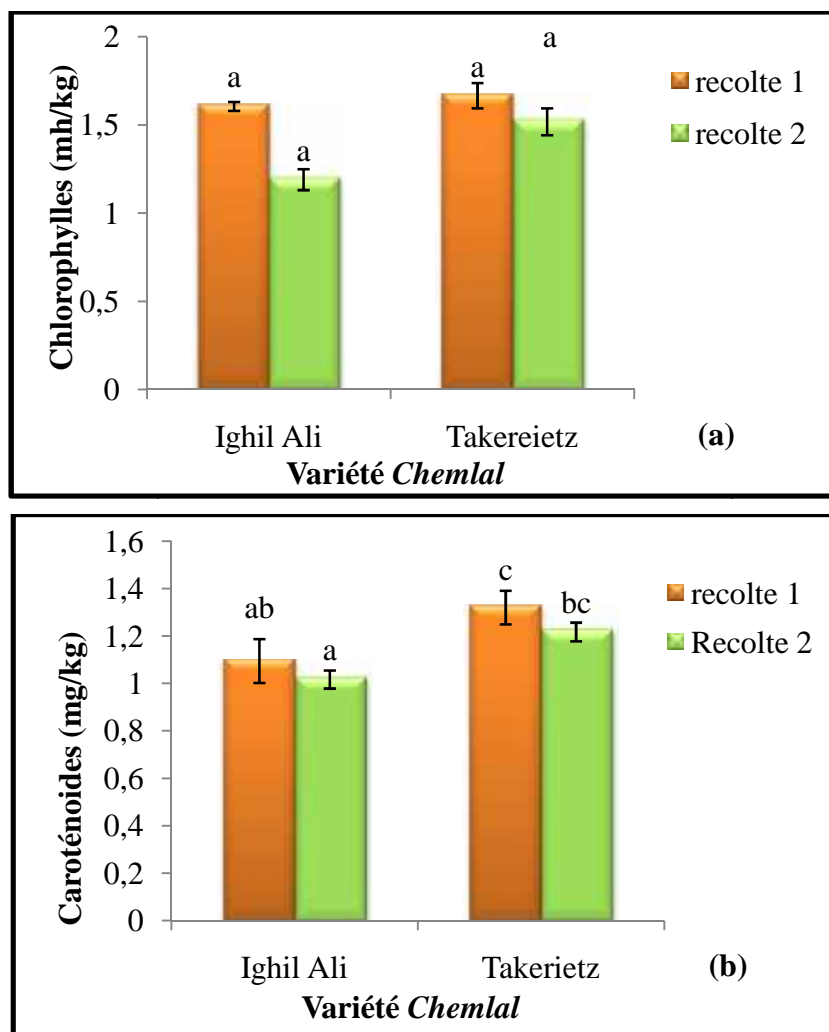 Chlorophylles (mh/kg)
2
1,5
1
0,5
0
a
a
a
a
recolte 1
recolte 2
Ighil Ali
Takereietz
(a)
Variété Chemlal
Caroténoides (mg/kg)
1,6
1,4
1,2
1
0,8
0,6
0,4
0,2
0
ab
a
c
bc
recolte 1
Recolte 2
Ighil Ali
Takerietz
(b)
Variété Chemlal